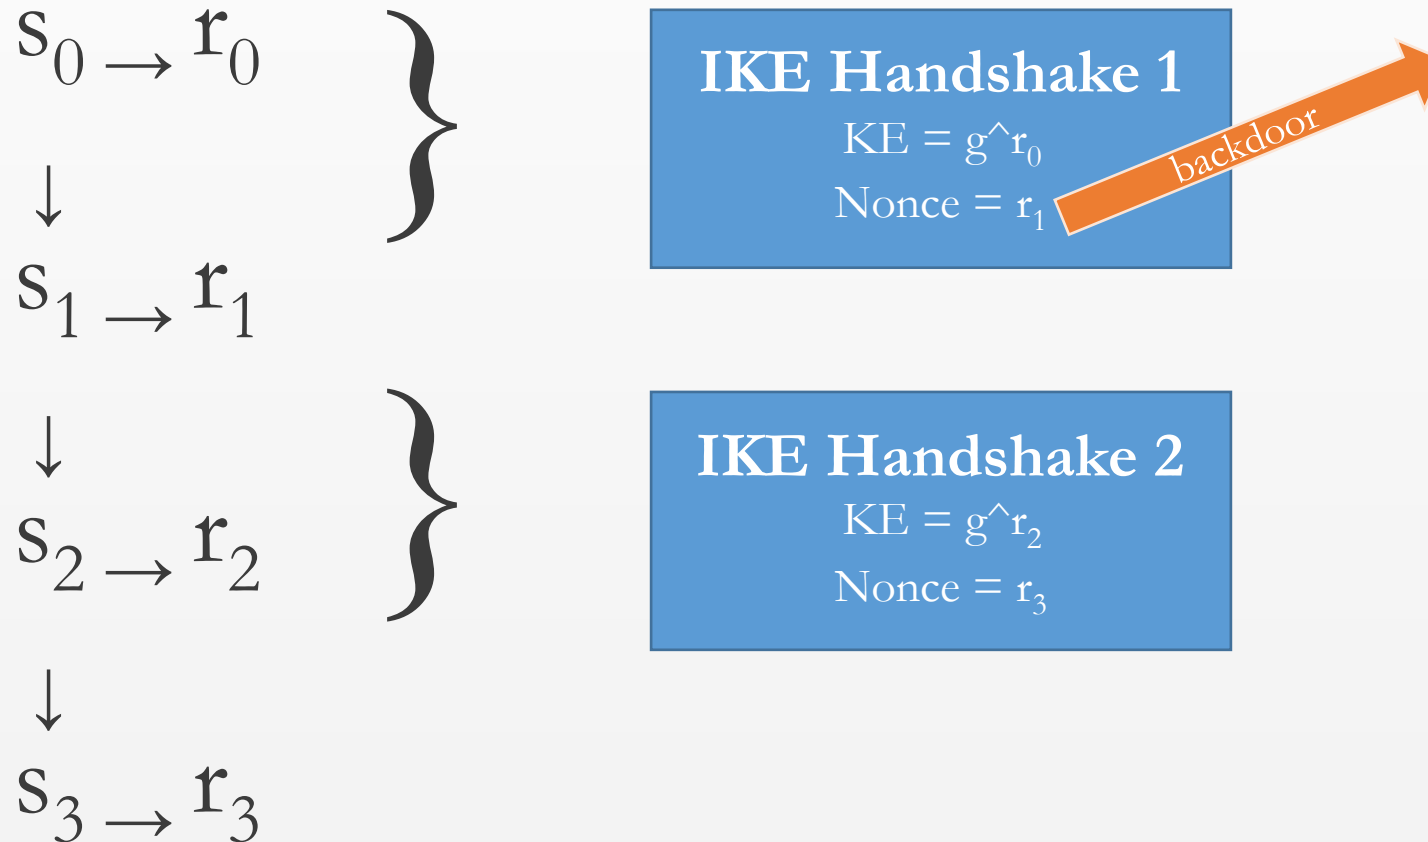 s₀ → r₀
↓
s₁ → r₁
↓
s₂ → r₂
↓
s₃ → r₃
}
}
IKE Handshake 1
KE = g^r₀
Nonce = r₁
backdoor
IKE Handshake 2
KE = g^r₂
Nonce = r₃